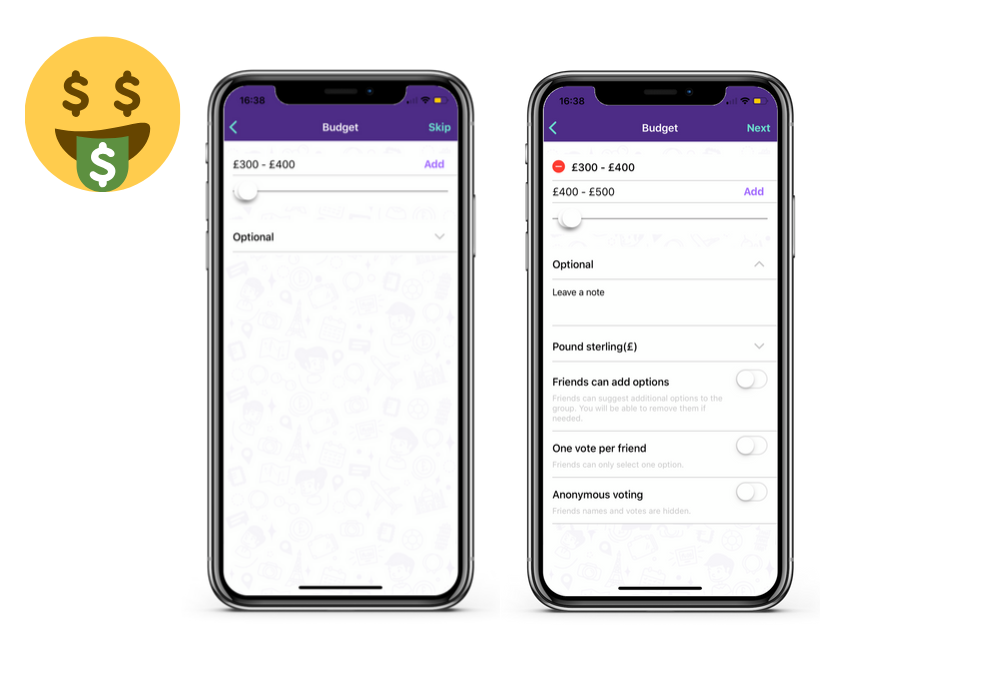 $ $
$
16:38
Budget
Skip
£300 - £400
Add
Optional
16:38
Budget
Next
£300 - £400
£400 - £500
Add
Optional
Leave a note
Pound sterling(£)
Friends can add options
Friends can suggest additional options to the
group. You will be able to remove them if
needed.
One vote per friend
Friends can only select one option.
Anonymous voting
Friends names and votes are hidden.